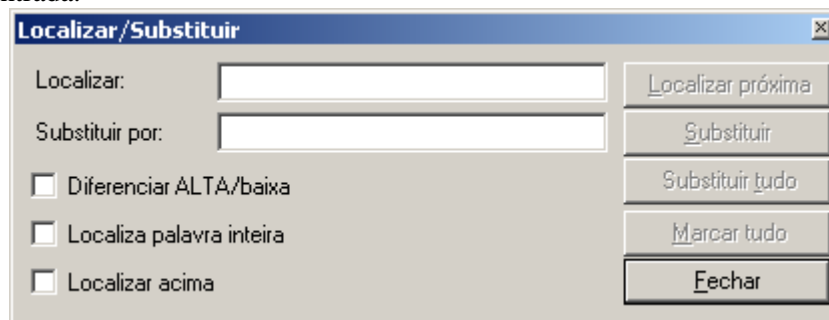 Localizar/Substituir
Localizar:
Localizar próxima
Substituir por:
Substituir
Diferenciar ALTA/baixa
Substituir tudo
Localiza palavra inteira
Marcar tudo
Localizar acima
Fechar